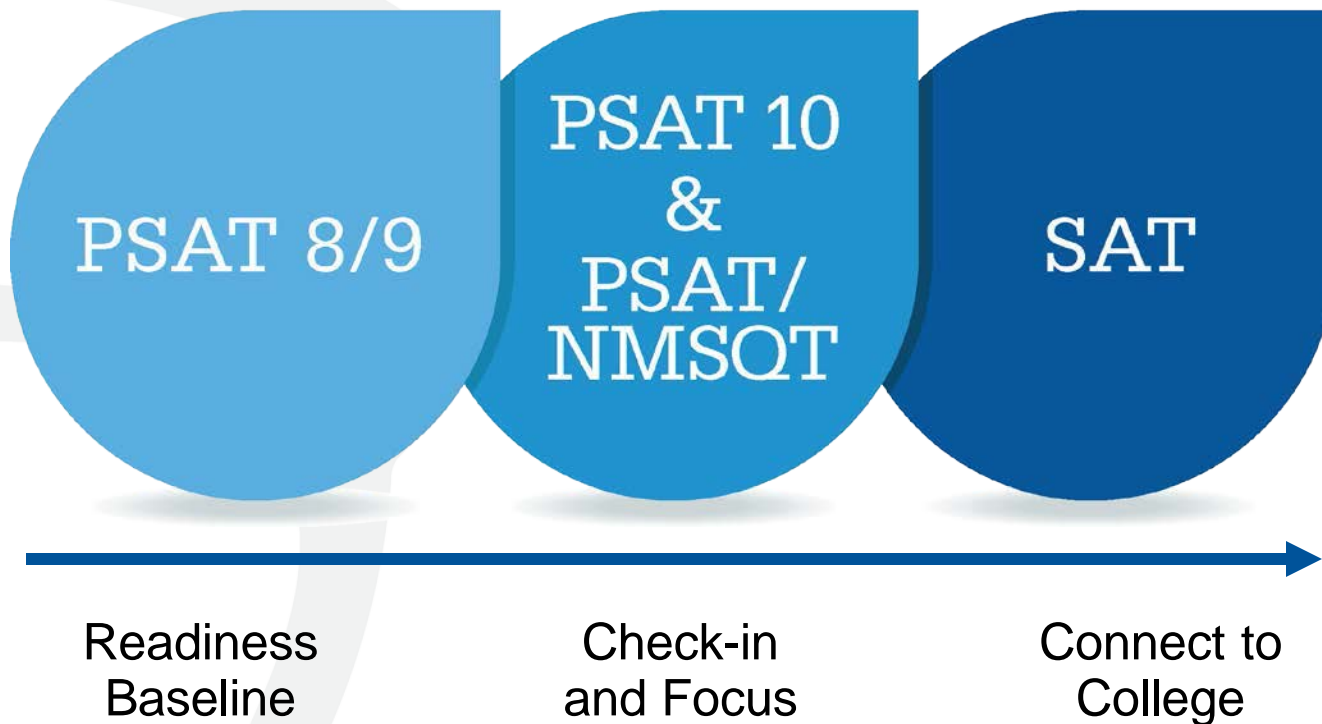 PSAT 8/9
PSAT 10
&
PSAT/
NMSQT
SAT
Readiness
Baseline
Check-in
and Focus
Connect to
College